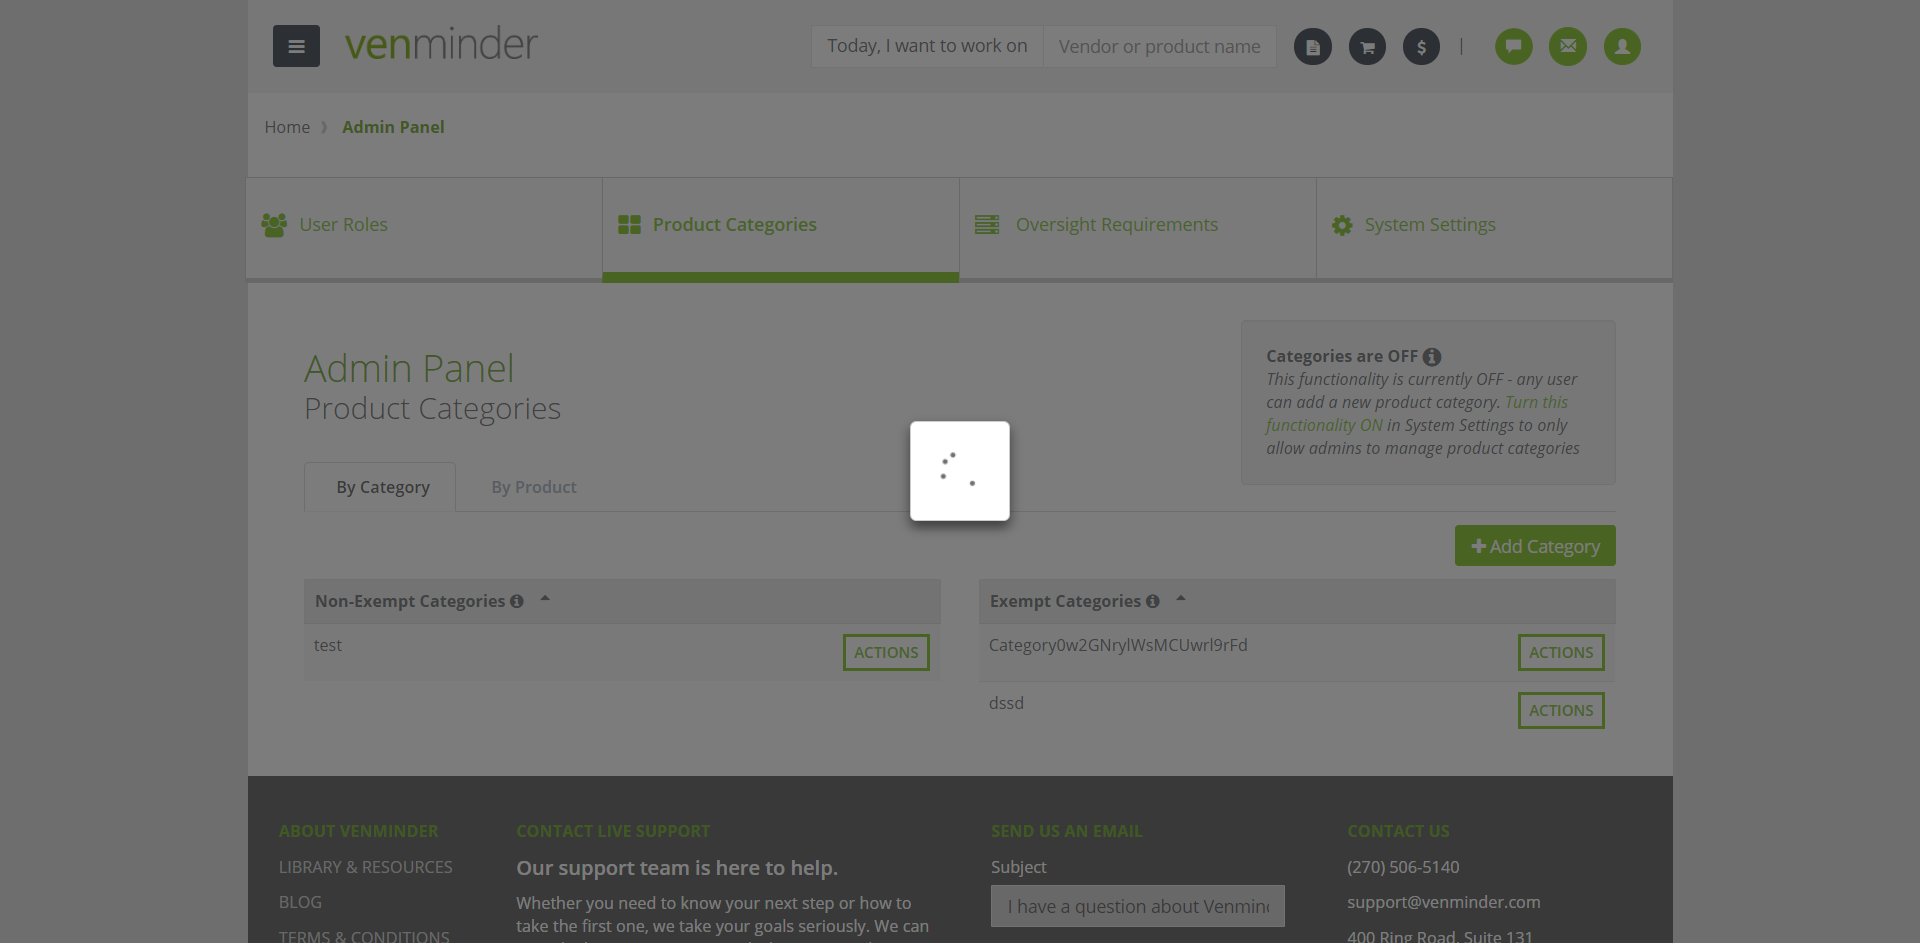 venminder
Today, I want to work on
Vendor or product name
Home
Admin Panel
User Roles
Product Categories
Oversight Requirements
System Settings
Admin Panel
Product Categories
Categories are OFF
This functionality is currently OFF - any user
can add a new product category. Turn this
functionality ON in System Settings to only
allow admins to manage product categories
By Category
By Product
Add Category
Non-Exempt Categories
test
ACTIONS
Exempt Categories
Category0w2GNrylWsMCUwrl9rFd
ACTIONS
dssd
ACTIONS
ABOUT VENMINDER
LIBRARY & RESOURCES
BLOG
TERMS & CONDITIONS
CONTACT LIVE SUPPORT
Our support team is here to help.
Whether you need to know your next step or how to
take the first one, we take your goals seriously. We can
SEND US AN EMAIL
Subject
I have a question about Venmin
CONTACT US
(270) 506-5140
support@venminder.com
400 Ring Road, Suite 131